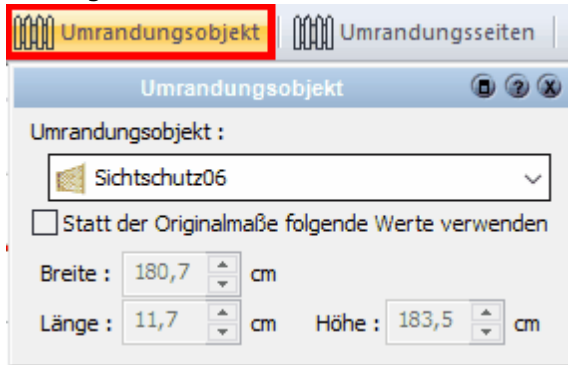 Umrandungsobjekt Umrandungsseiten
Umrandungsobjekt
Umrandungsobjekt :
Sichtschutz06
Statt der Originalmaße folgende Werte verwenden
Breite : 180,7 cm
Länge : 11,7 cm Höhe : 183,5 cm